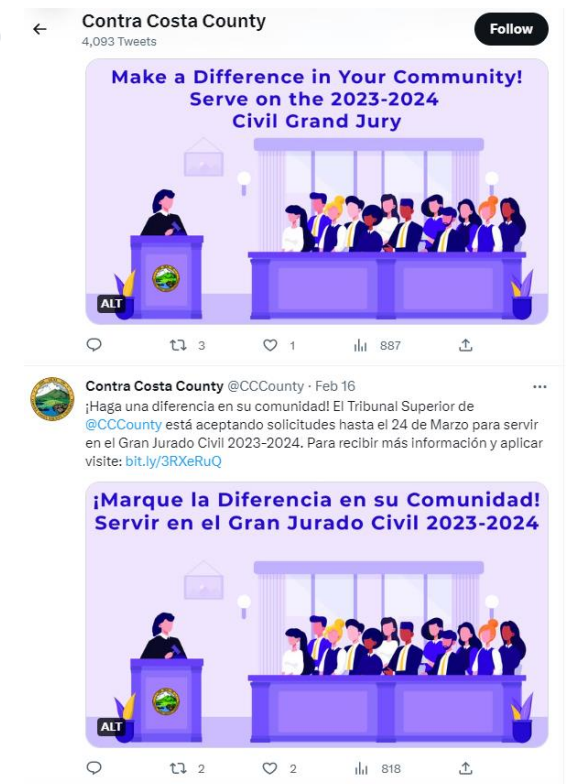 Contra Costa County
4,093 Tweets
Follow
Make a Difference in Your Community!
Serve on the 2023-2024
Civil Grand Jury
ALT
3 1 887
Contra Costa County @CCCounty · Feb 16
¡Haga una diferencia en su comunidad! El Tribunal Superior de
@CCCounty está aceptando solicitudes hasta el 24 de Marzo para servir
en el Gran Jurado Civil 2023-2024. Para recibir más información y aplicar
visite: bit.ly/3RXeRuQ
¡Marque la Diferencia en su Comunidad!
Servir en el Gran Jurado Civil 2023-2024
ALT
2 2 818